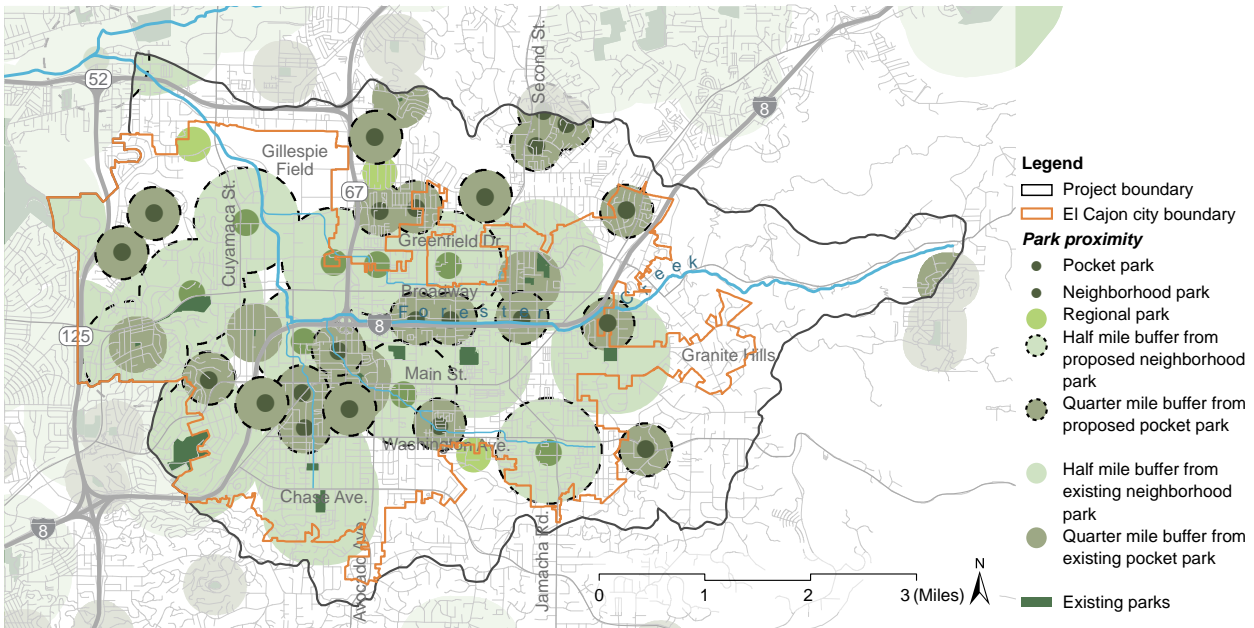 52
Second St.
8
Gillespie
Field
67
Cuyamaca St.
Greenfield Dr.
Broadway
Forester Creek
125
8
Granite Hills
Main St.
Washington Ave.
Chase Ave.
8
Avocado Ave.
Jamacha Rd.
0 1 2 3 (Miles)
N
Legend
Project boundary
El Cajon city boundary
Park proximity
Pocket park
Neighborhood park
Regional park
Half mile buffer from
proposed neighborhood
park
Quarter mile buffer from
proposed pocket park
Half mile buffer from
existing neighborhood
park
Quarter mile buffer from
existing pocket park
Existing parks